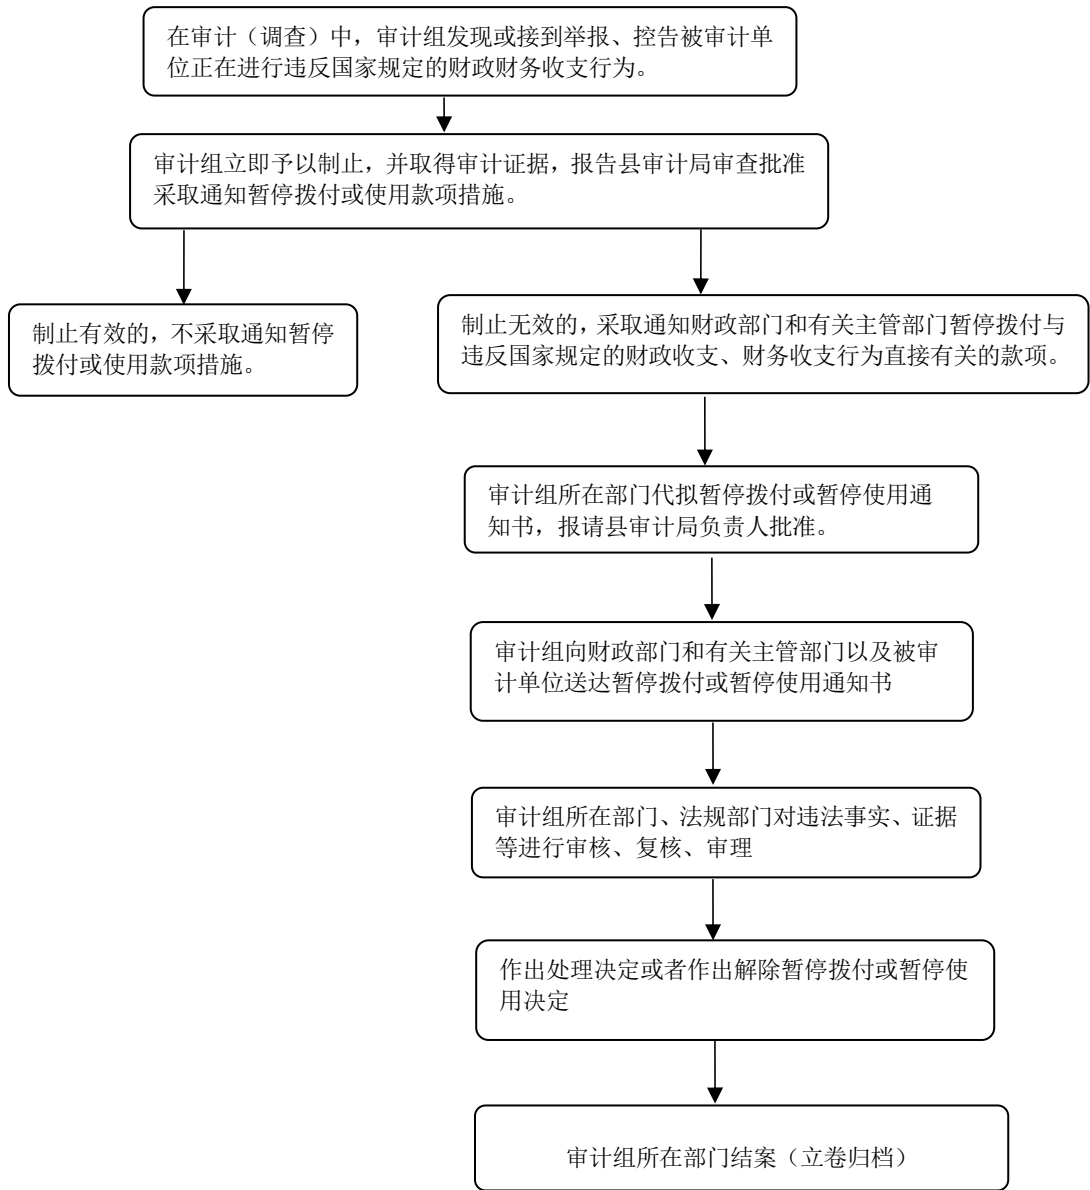 在审计（调查）中，审计组发现或接到举报、控告被审计单
位正在进行违反国家规定的财政财务收支行为。
审计组立即予以制止，并取得审计证据，报告县审计局审查批准
采取通知暂停拨付或使用款项措施。
制止有效的，不采取通知暂停
拨付或使用款项措施。
制止无效的，采取通知财政部门和有关主管部门暂停拨付与
违反国家规定的财政收支、财务收支行为直接有关的款项。
审计组所在部门代拟暂停拨付或暂停使用通
知书，报请县审计局负责人批准。
审计组向财政部门和有关主管部门以及被审
计单位送达暂停拨付或暂停使用通知书
审计组所在部门、法规部门对违法事实、证据
等进行审核、复核、审理
作出处理决定或者作出解除暂停拨付或暂停使
用决定
审计组所在部门结案（立卷归档）